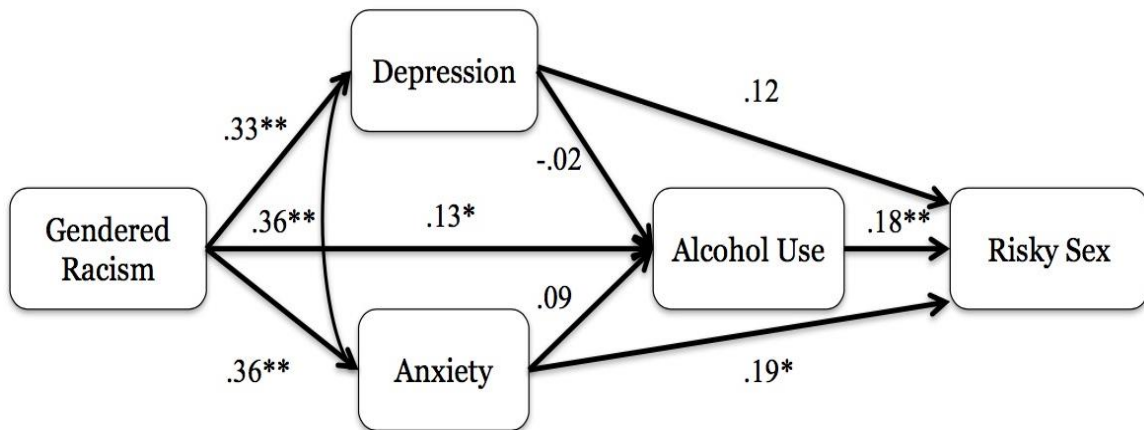 Depression
.12
.33**
-.02
Gendered
Racism
.36**
.13*
Alcohol Use
.18**
Risky Sex
.09
.36**
Anxiety
.19*